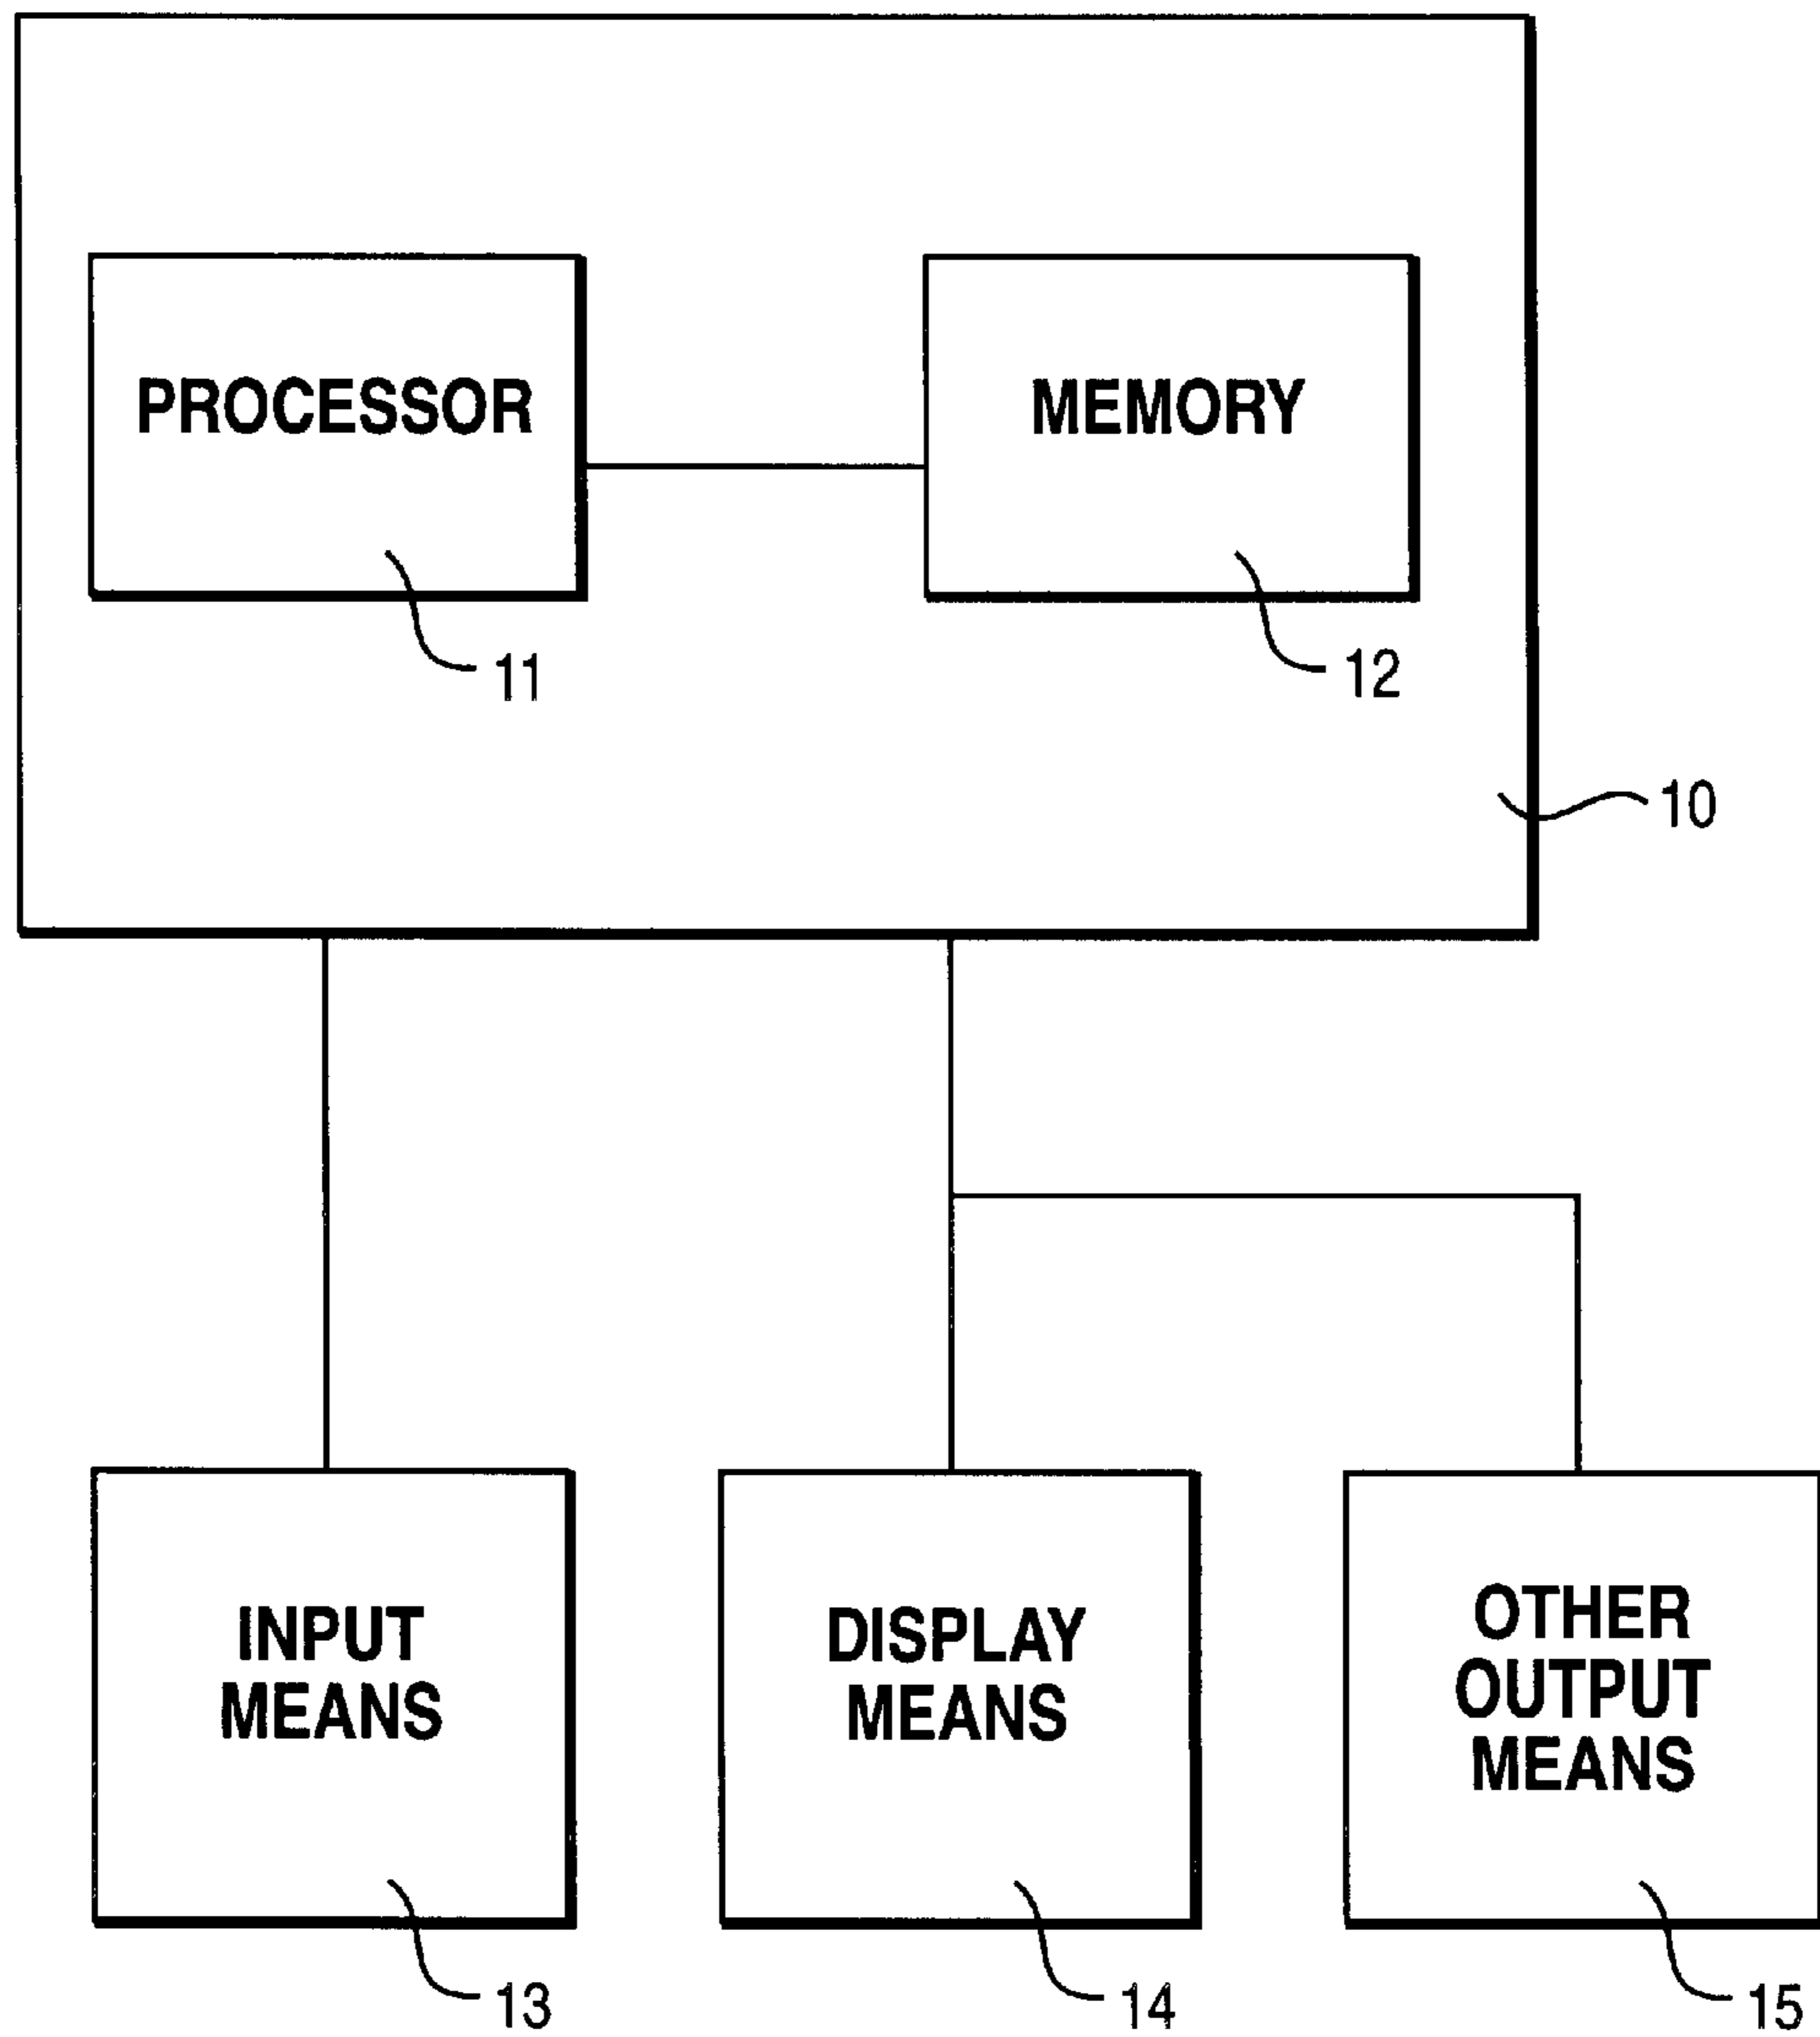 PROCESSOR
MEMORY
11
12
10
INPUT
MEANS
DISPLAY
MEANS
OTHER
OUTPUT
MEANS
13
14
15